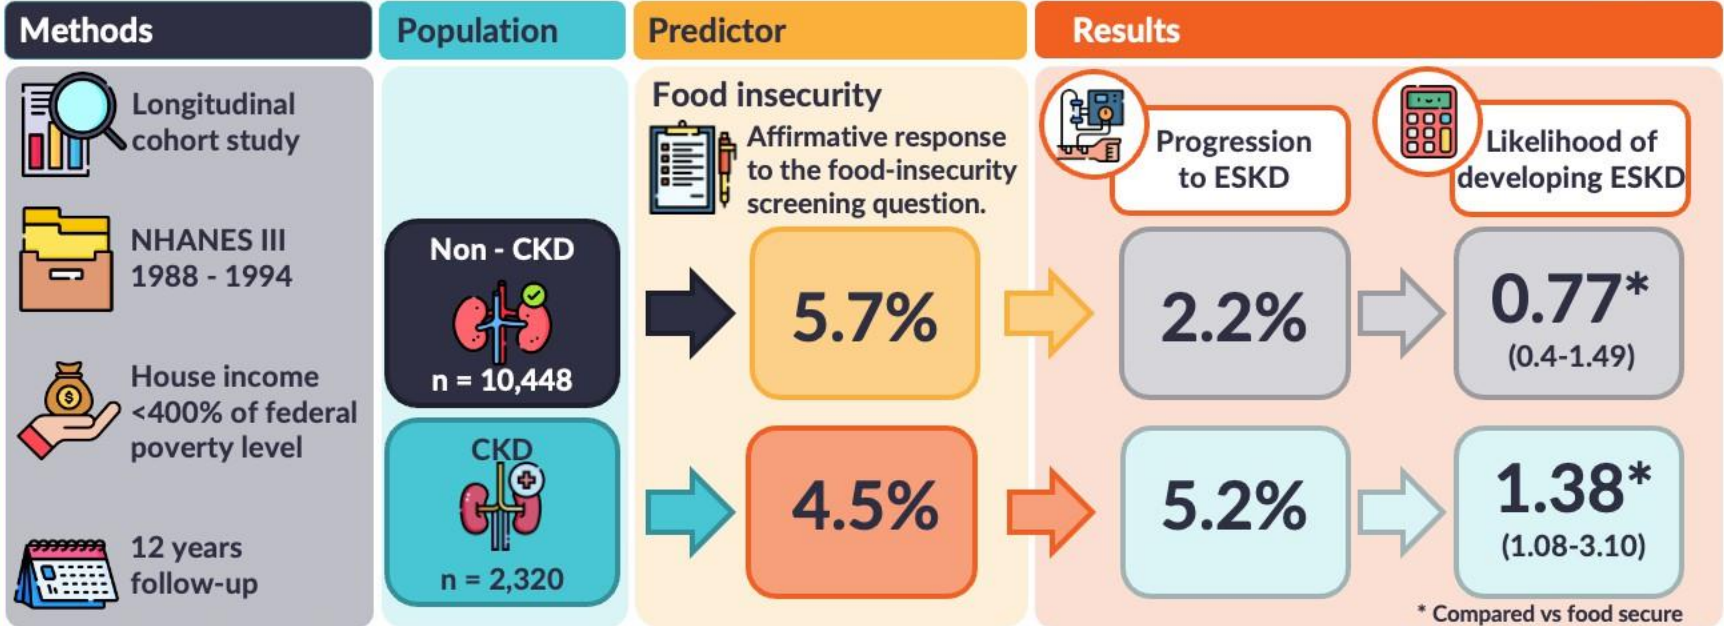 Methods
Longitudinal
cohort study
NHANES III
1988 - 1994
House income
<400% of federal
poverty level
12 years
follow-up
Population
Non - CKD
n = 10,448
CKD
n = 2,320
Predictor
Food insecurity
Affirmative response
to the food-insecurity
screening question.
5.7%
4.5%
Results
Progression
to ESKD
Likelihood of
developing ESKD
2.2%
0.77*
(0.4-1.49)
5.2%
1.38*
(1.08-3.10)
* Compared vs food secure